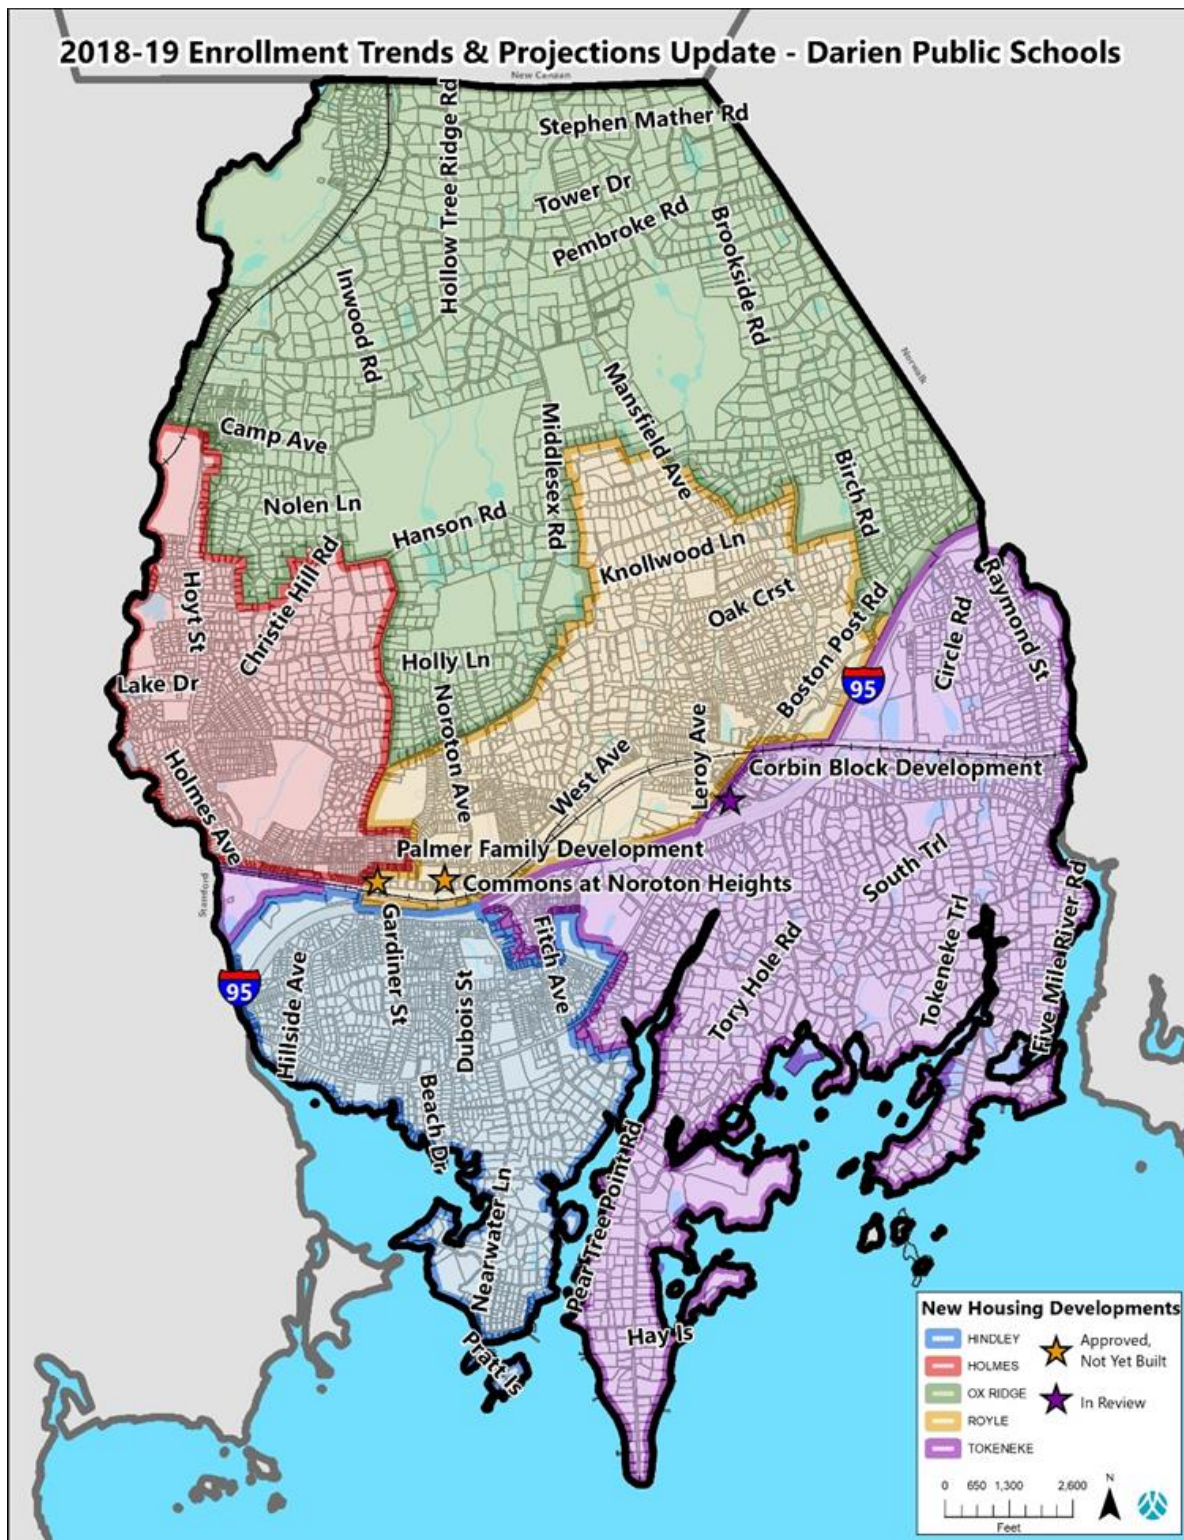 2018-19 Enrollment Trends & Projections Update - Darien Public Schools
New Canaan
Hollow Tree Ridge Rd
Stephen Mather Rd
Tower Dr
Pembroke Rd
Brookside Rd
Inwood Rd
Norwalk
Mansfield Ave
Middlesex Rd
Camp Ave
Birch Rd
Nolen Ln
Hanson Rd
Knollwood Ln
Christie Hill Rd
Hoyt St
Oak Crst
Raymond St
Circle Rd
Boston Post Rd
Holly Ln
Lake Dr
95
Noroton Ave
Leroy Ave
West Ave
Holmes Ave
Corbin Block Development
Palmer Family Development
South Trl
Stamford
Commons at Noroton Heights
Five Mile River Rd
Gardiner St
Fitch Ave
Tokeneke Trl
Tory Hole Rd
95
Hillside Ave
Dubois St
Beach Dr
Pear Tree Point Rd
Nearwater Ln
Hay Is
Pratt Is
New Housing Developments
HINDLEY
HOLMES
OX RIDGE
ROYLE
TOKENEKE
Approved,
Not Yet Built
In Review
0 650 1,300 2,600
Feet
N